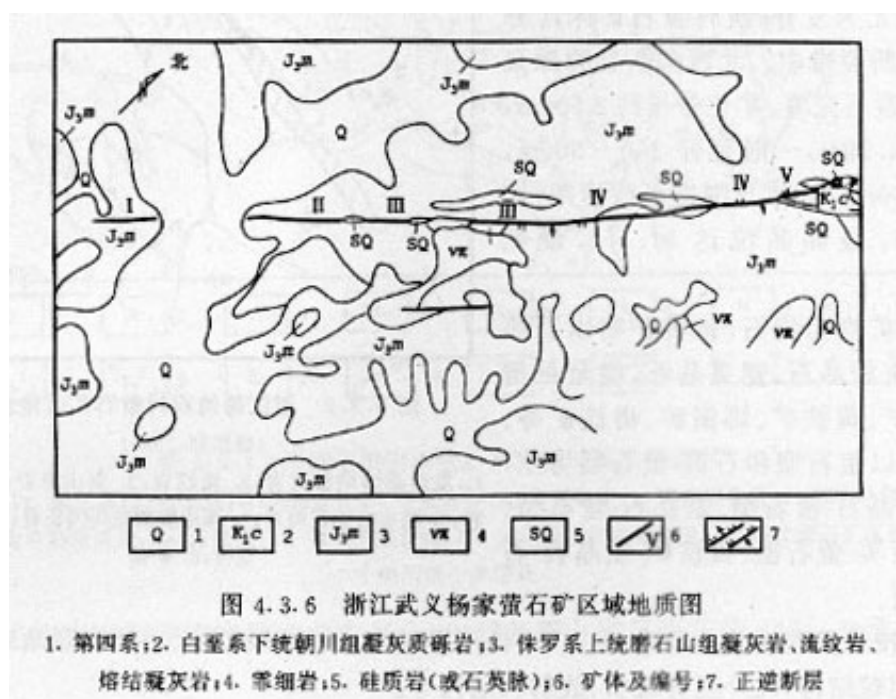 J₃m
J₃m
北
J₃m
Q
J₃m
SQ
Q
SQ
SQ
Ⅳ
Ⅴ
Ⅰ
Ⅱ
Ⅲ
Ⅲ
Ⅳ
K₁c
J₃m
SQ
SQ
νπ
SQ
J₃m
J₃m
J₃m
Q
νπ
νπ
Q
J₃m
Q
J₃m
Q
J₃m
J₃m
Q 1 K₁c 2 J₃m 3 νπ 4 SQ 5 Ⅴ 6 7
图 4.3.6 浙江武义杨家萤石矿区域地质图
1. 第四系;2. 白垩系下统朝川组凝灰质砾岩;3. 侏罗系上统磨石山组凝灰岩、流纹岩、
熔结凝灰岩;4. 霏细岩;5. 硅质岩(或石英脉);6. 矿体及编号;7. 正逆断层